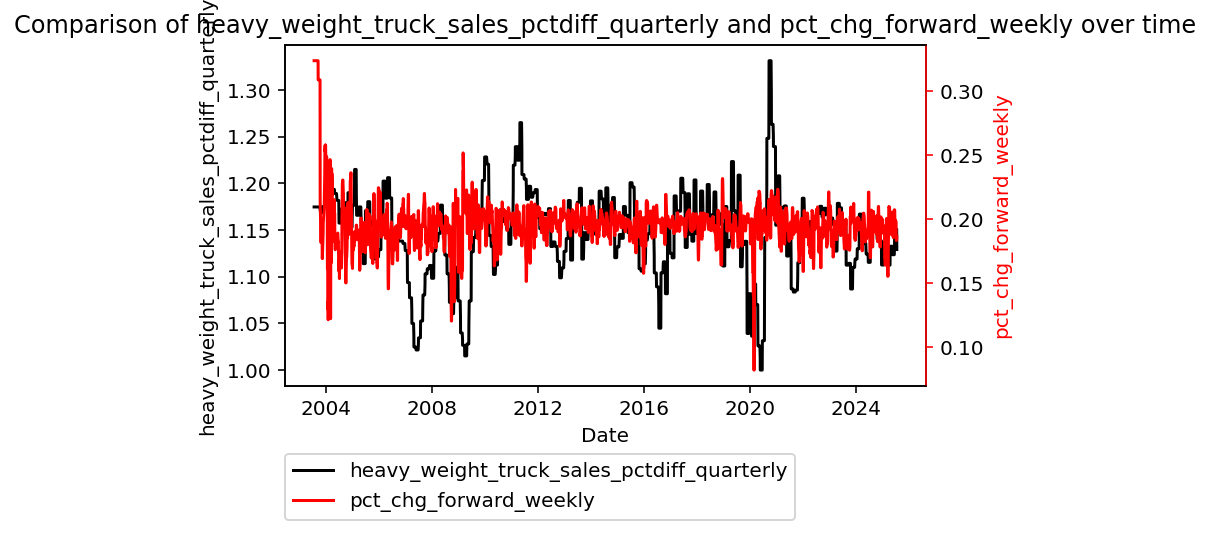 Comparison of heavy_weight_truck_sales_pctdiff_quarterly and pct_chg_forward_weekly over time
heavy_weight_truck_sales_pctdiff_quarterly
1.30
1.25
1.20
1.15
1.10
1.05
1.00
0.30
0.25
0.20
0.15
0.10
pct_chg_forward_weekly
2004 2008 2012 2016 2020 2024
Date
heavy_weight_truck_sales_pctdiff_quarterly
pct_chg_forward_weekly